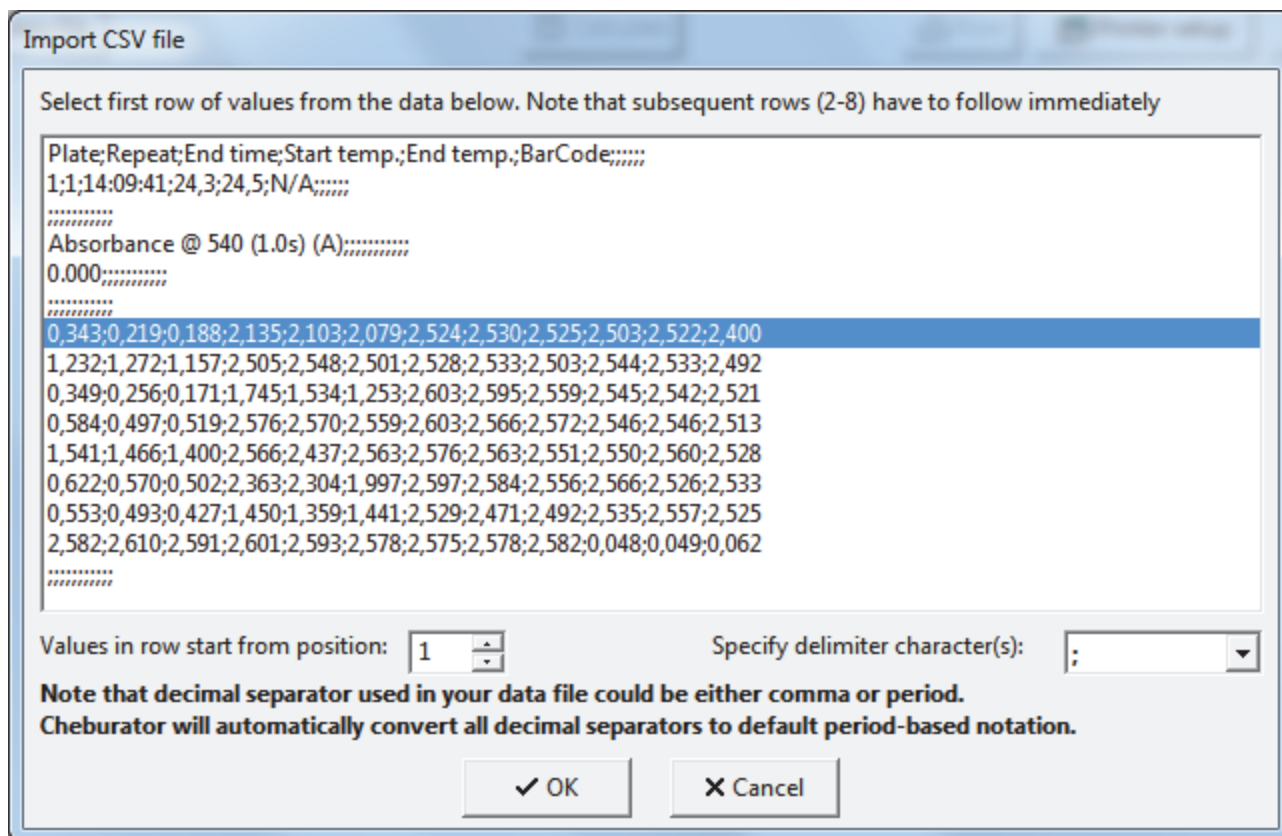 Import CSV file
Printer setup
Select first row of values from the data below. Note that subsequent rows (2-8) have to follow immediately
Plate;Repeat;End time;Start temp.;End temp.;BarCode;;;;;;
1;1;14:09:41;24,3;24,5;N/A;;;;;;
;;;;;;;;;;;
Absorbance @ 540 (1.0s) (A);;;;;;;;;;;
0.000;;;;;;;;;;;
;;;;;;;;;;;
0,343;0,219;0,188;2,135;2,103;2,079;2,524;2,530;2,525;2,503;2,522;2,400
1,232;1,272;1,157;2,505;2,548;2,501;2,528;2,533;2,503;2,544;2,533;2,492
0,349;0,256;0,171;1,745;1,534;1,253;2,603;2,595;2,559;2,545;2,542;2,521
0,584;0,497;0,519;2,576;2,570;2,559;2,603;2,566;2,572;2,546;2,546;2,513
1,541;1,466;1,400;2,566;2,437;2,563;2,576;2,563;2,551;2,550;2,560;2,528
0,622;0,570;0,502;2,363;2,304;1,997;2,597;2,584;2,556;2,566;2,526;2,533
0,553;0,493;0,427;1,450;1,359;1,441;2,529;2,471;2,492;2,535;2,557;2,525
2,582;2,610;2,591;2,601;2,593;2,578;2,575;2,578;2,582;0,048;0,049;0,062
;;;;;;;;;;;
Values in row start from position: 1 Specify delimiter character(s): ;
Note that decimal separator used in your data file could be either comma or period.
Cheburator will automatically convert all decimal separators to default period-based notation.
OK Cancel